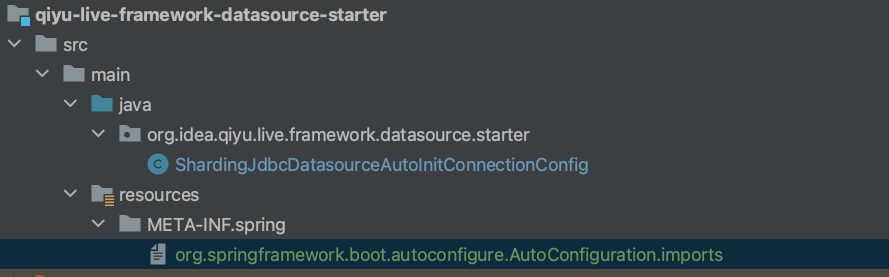 qiyu-live-framework-datasource-starter
src
main
java
org.idea.qiyu.live.framework.datasource.starter
C ShardingJdbcDatasourceAutoInitConnectionConfig
resources
META-INF.spring
org.springframework.boot.autoconfigure.AutoConfiguration.imports